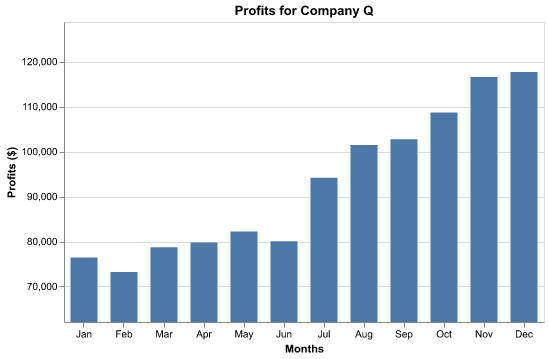 Profits for Company Q
Profits ($)
120,000
110,000
100,000
90,000
80,000
70,000
Jan Feb Mar Apr May Jun Jul Aug Sep Oct Nov Dec
Months